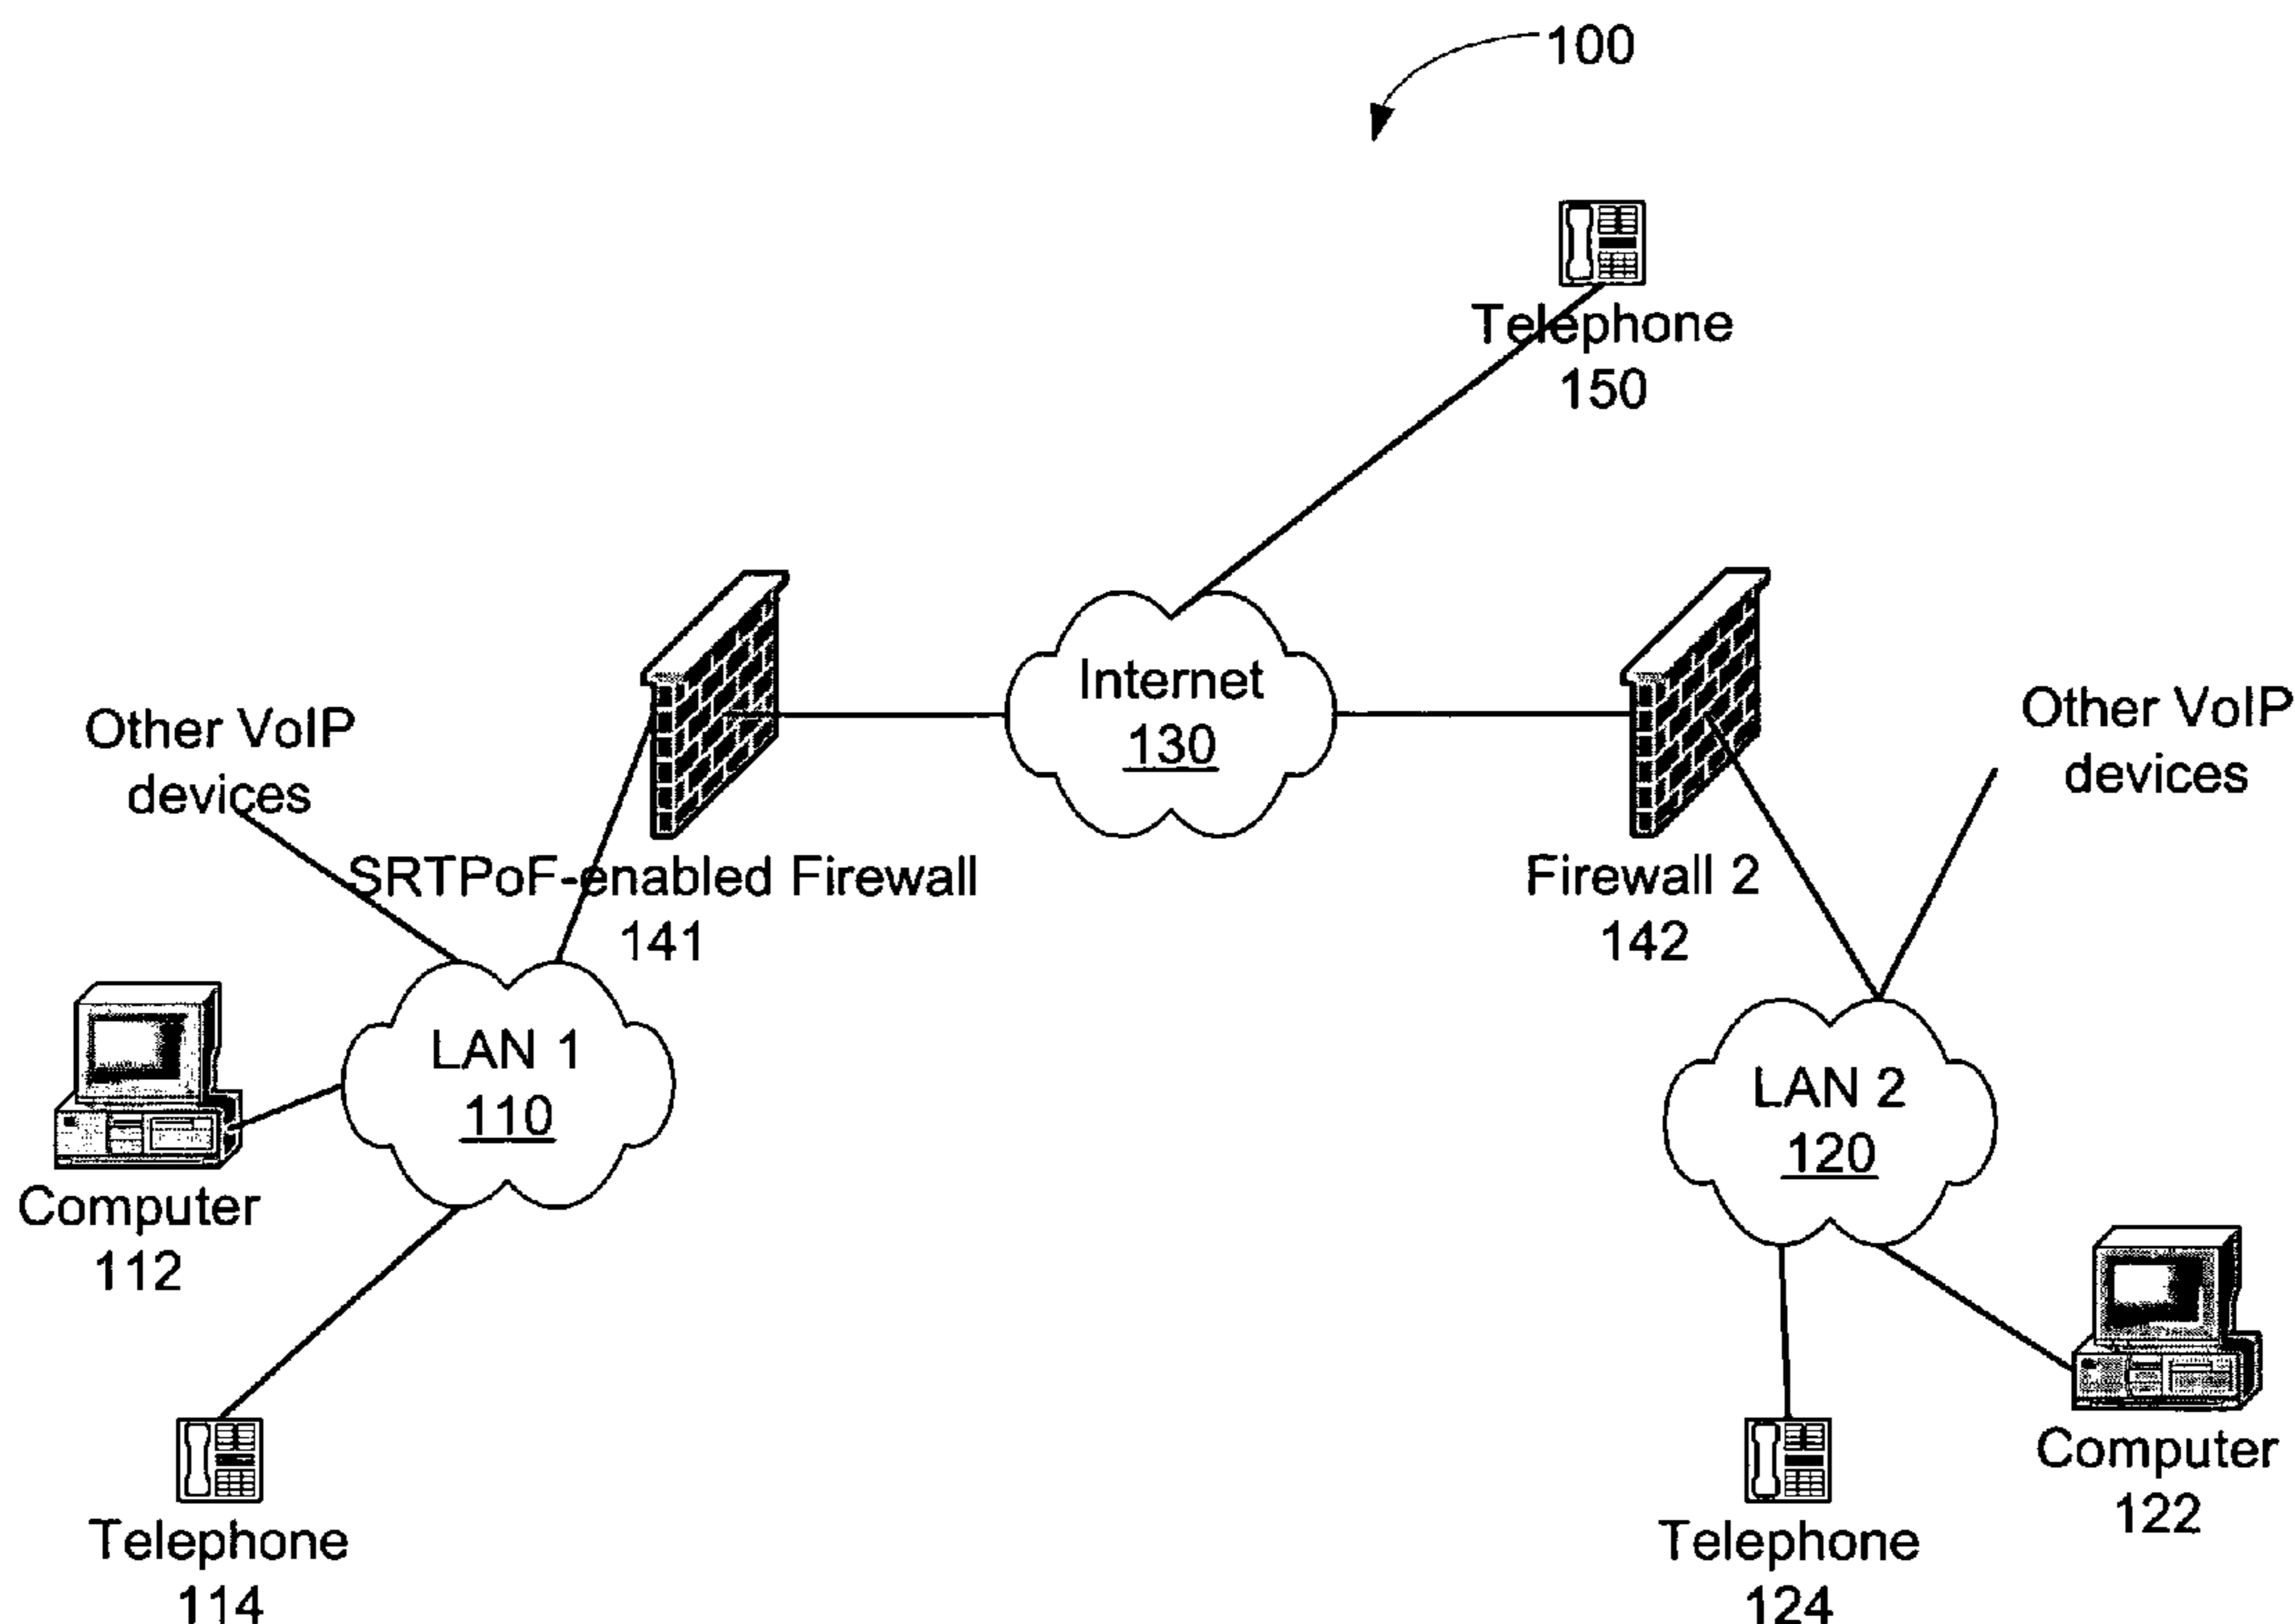 100
Telephone
150
Internet
130
Other VoIP
devices
Other VoIP
devices
SRTPoF-enabled Firewall
141
Firewall 2
142
LAN 1
110
LAN 2
120
Computer
112
Computer
122
Telephone
114
Telephone
124